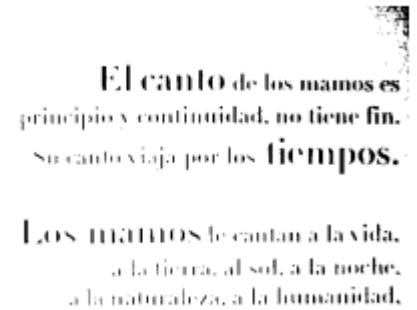 El canto de los mamos es
principio y continuidad, no tiene fin.
Su canto viaja por los tiempos.
Los mamos le cantan a la vida,
a la tierra, al sol, a la noche,
a la naturaleza, a la humanidad,